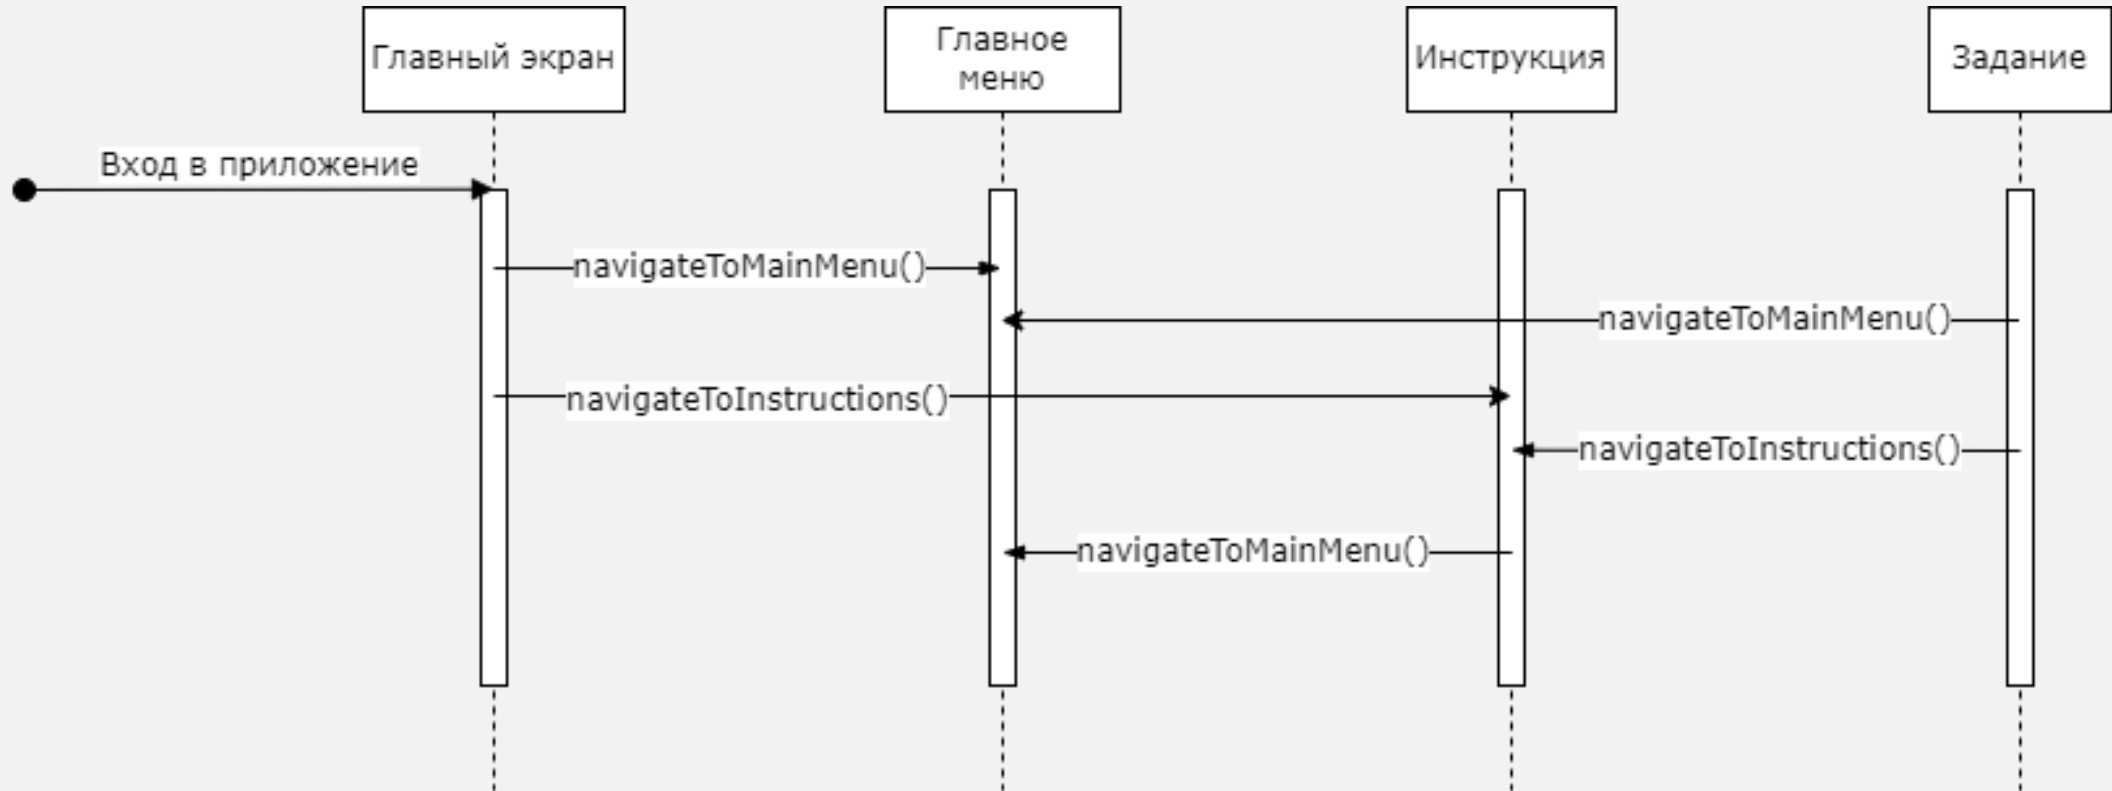 Главный экран
Главное
меню
Инструкция
Задание
Вход в приложение
navigateToMainMenu()
navigateToMainMenu()
navigateToInstructions()
navigateToInstructions()
navigateToMainMenu()